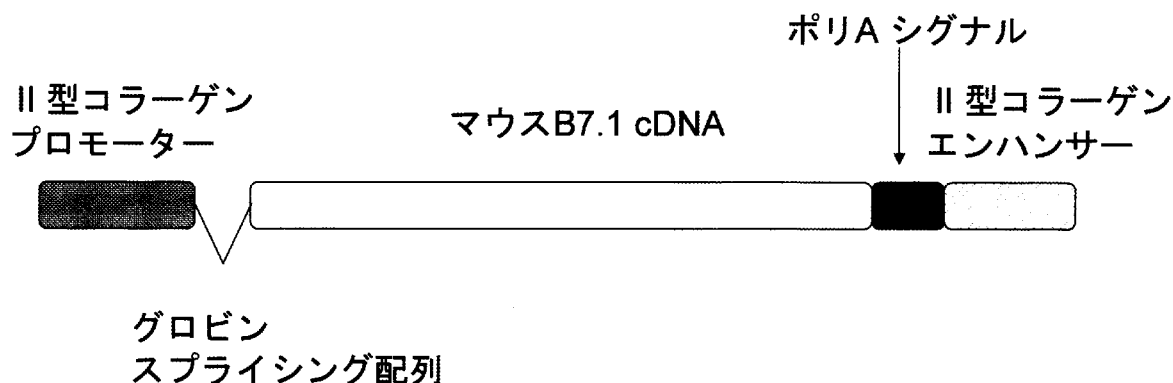 ポリA シグナル
II 型コラーゲン
プロモーター
マウスB7.1 cDNA
II 型コラーゲン
エンハンサー
グロビン
スプライシング配列